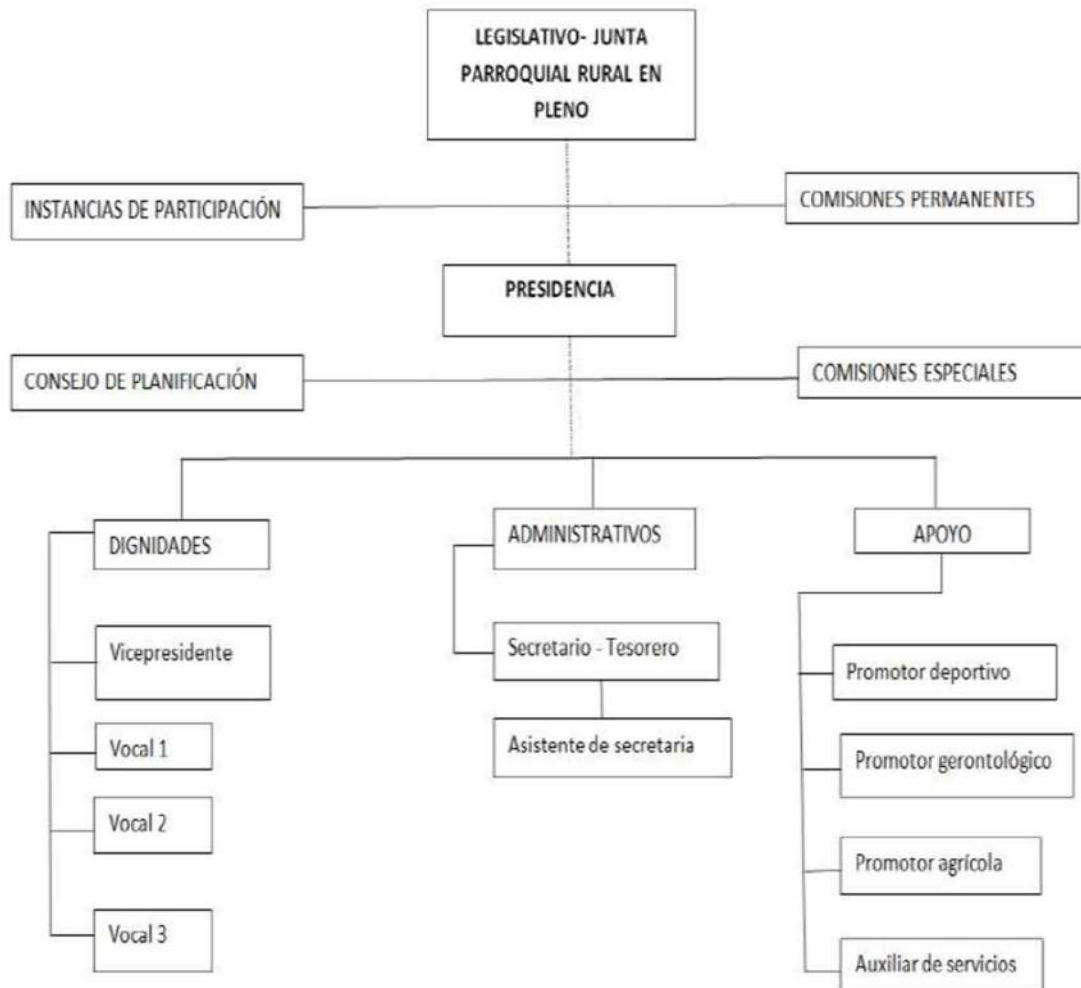 LEGISLATIVO- JUNTA
PARROQUIAL RURAL EN
PLENO
INSTANCIAS DE PARTICIPACIÓN
COMISIONES PERMANENTES
PRESIDENCIA
CONSEJO DE PLANIFICACIÓN
COMISIONES ESPECIALES
DIGNIDADES
ADMINISTRATIVOS
APOYO
Vicepresidente
Secretario - Tesorero
Promotor deportivo
Vocal 1
Asistente de secretaria
Promotor gerontológico
Vocal 2
Promotor agrícola
Vocal 3
Auxiliar de servicios